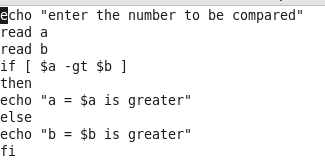 echo "enter the number to be compared"
read a
read b
if [ $a -gt $b ]
then
echo "a = $a is greater"
else
echo "b = $b is greater"
fi